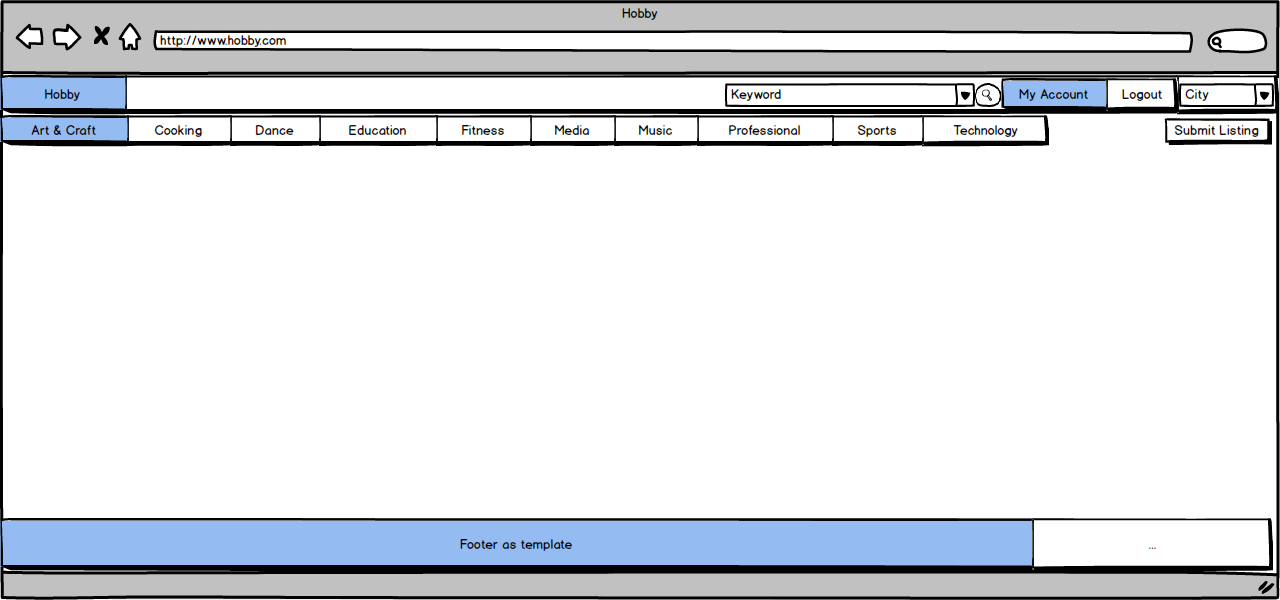 Hobby
http://www.hobby.com
Hobby Keyword My Account Logout City
Art & Craft Cooking Dance Education Fitness Media Music Professional Sports Technology Submit Listing
Footer as template ...